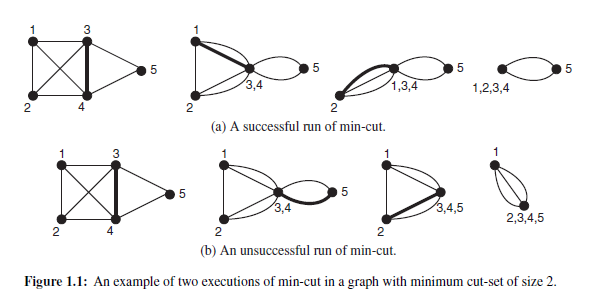 1 3 5 2 4
1 5 3,4 2
5 1,3,4 2
5 1,2,3,4
(a) A successful run of min-cut.
1 3 5 2 4
1 5 3,4 2
1 3,4,5 2
1 2,3,4,5
(b) An unsuccessful run of min-cut.
Figure 1.1: An example of two executions of min-cut in a graph with minimum cut-set of size 2.